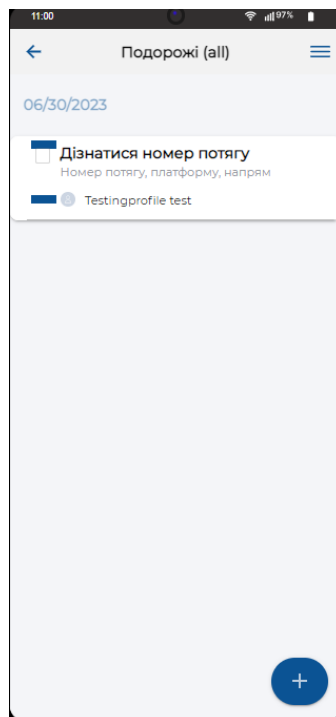 11:00 97%
Подорожі (all)
06/30/2023
Дізнатися номер потягу
Номер потягу, платформу, напрям
Testingprofile test